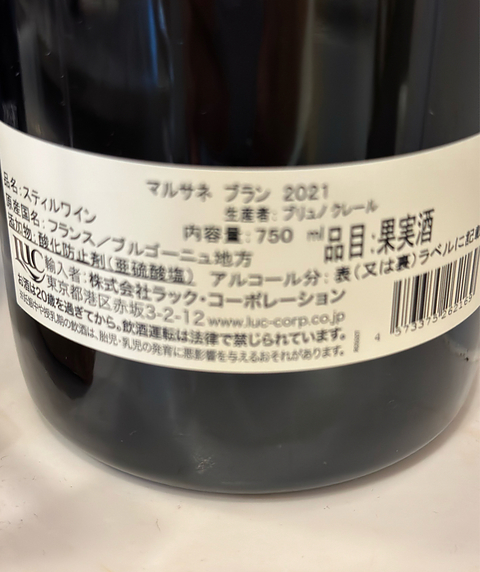 マルサネ ブラン 2021
品名:スティルワイン
生産者:ブリュノ クレール
原産国名:フランス/ブルゴーニュ地方
内容量:750 ml
品目:果実酒
添加物:酸化防止剤(亜硫酸塩)
アルコール分:表(又は裏)ラベルに記載
LUC
輸入者:株式会社ラック・コーポレーション
東京都港区赤坂3-2-12 www.luc-corp.co.jp
お酒は20歳を過ぎてから。飲酒運転は法律で禁じられています。
妊娠中や授乳期の飲酒は、胎児・乳児の発育に悪影響を与えるおそれがあります。